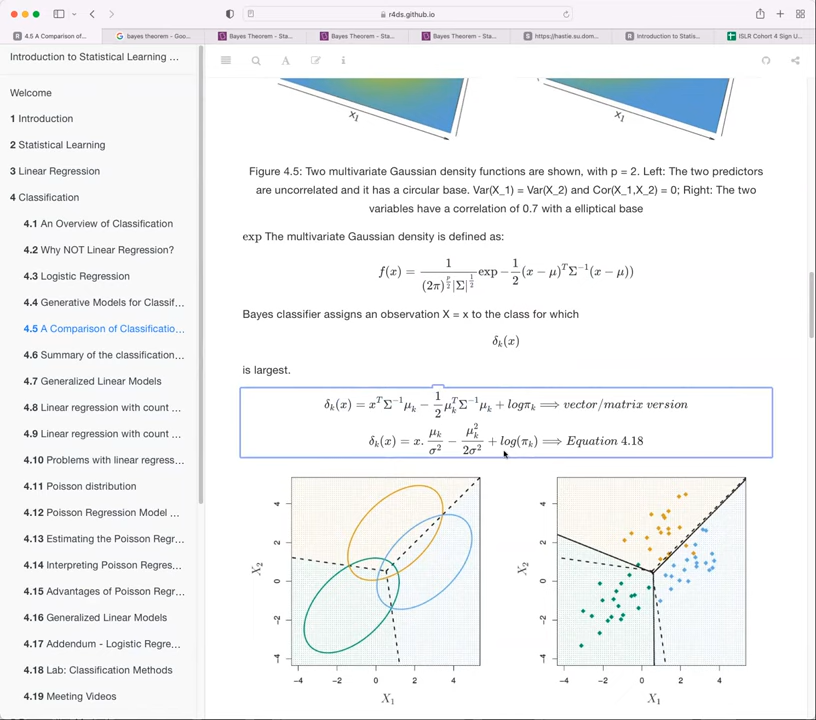 r4ds.github.io
4.5 A Comparison of...
bayes theorem - Goo...
Bayes Theorem - Sta...
Bayes Theorem - Sta...
Bayes Theorem - Sta...
https://hastie.su.dom...
Introduction to Statis...
ISLR Cohort 4 Sign U...
Introduction to Statistical Learning ...
Welcome
1 Introduction
2 Statistical Learning
3 Linear Regression
4 Classification
4.1 An Overview of Classification
4.2 Why NOT Linear Regression?
4.3 Logistic Regression
4.4 Generative Models for Classif...
4.5 A Comparison of Classificatio...
4.6 Summary of the classification...
4.7 Generalized Linear Models
4.8 Linear regression with count ...
4.9 Linear regression with count ...
4.10 Problems with linear regress...
4.11 Poisson distribution
4.12 Poisson Regression Model ...
4.13 Estimating the Poisson Regr...
4.14 Interpreting Poisson Regres...
4.15 Advantages of Poisson Regr...
4.16 Generalized Linear Models
4.17 Addendum - Logistic Regre...
4.18 Lab: Classification Methods
4.19 Meeting Videos
x₁ x₁
Figure 4.5: Two multivariate Gaussian density functions are shown, with p = 2. Left: The two predictors
are uncorrelated and it has a circular base. Var(X_1) = Var(X_2) and Cor(X_1,X_2) = 0; Right: The two
variables have a correlation of 0.7 with a elliptical base
exp The multivariate Gaussian density is defined as:
f(x) = 1 / ((2π)^(p/2) |Σ|^(1/2)) exp − 1/2 (x − μ)^T Σ^−1 (x − μ))
Bayes classifier assigns an observation X = x to the class for which
δₖ(x)
is largest.
δₖ(x) = x^T Σ^−1 μₖ − 1/2 μₖ^T Σ^−1 μₖ + logπₖ ⟹ vector/matrix version
δₖ(x) = x. μₖ/σ² − μₖ²/2σ² + log(πₖ) ⟹ Equation 4.18
4 2 0 −2 −4
X₂
−4 −2 0 2 4
X₁
4 2 0 −2 −4
X₂
−4 −2 0 2 4
X₁